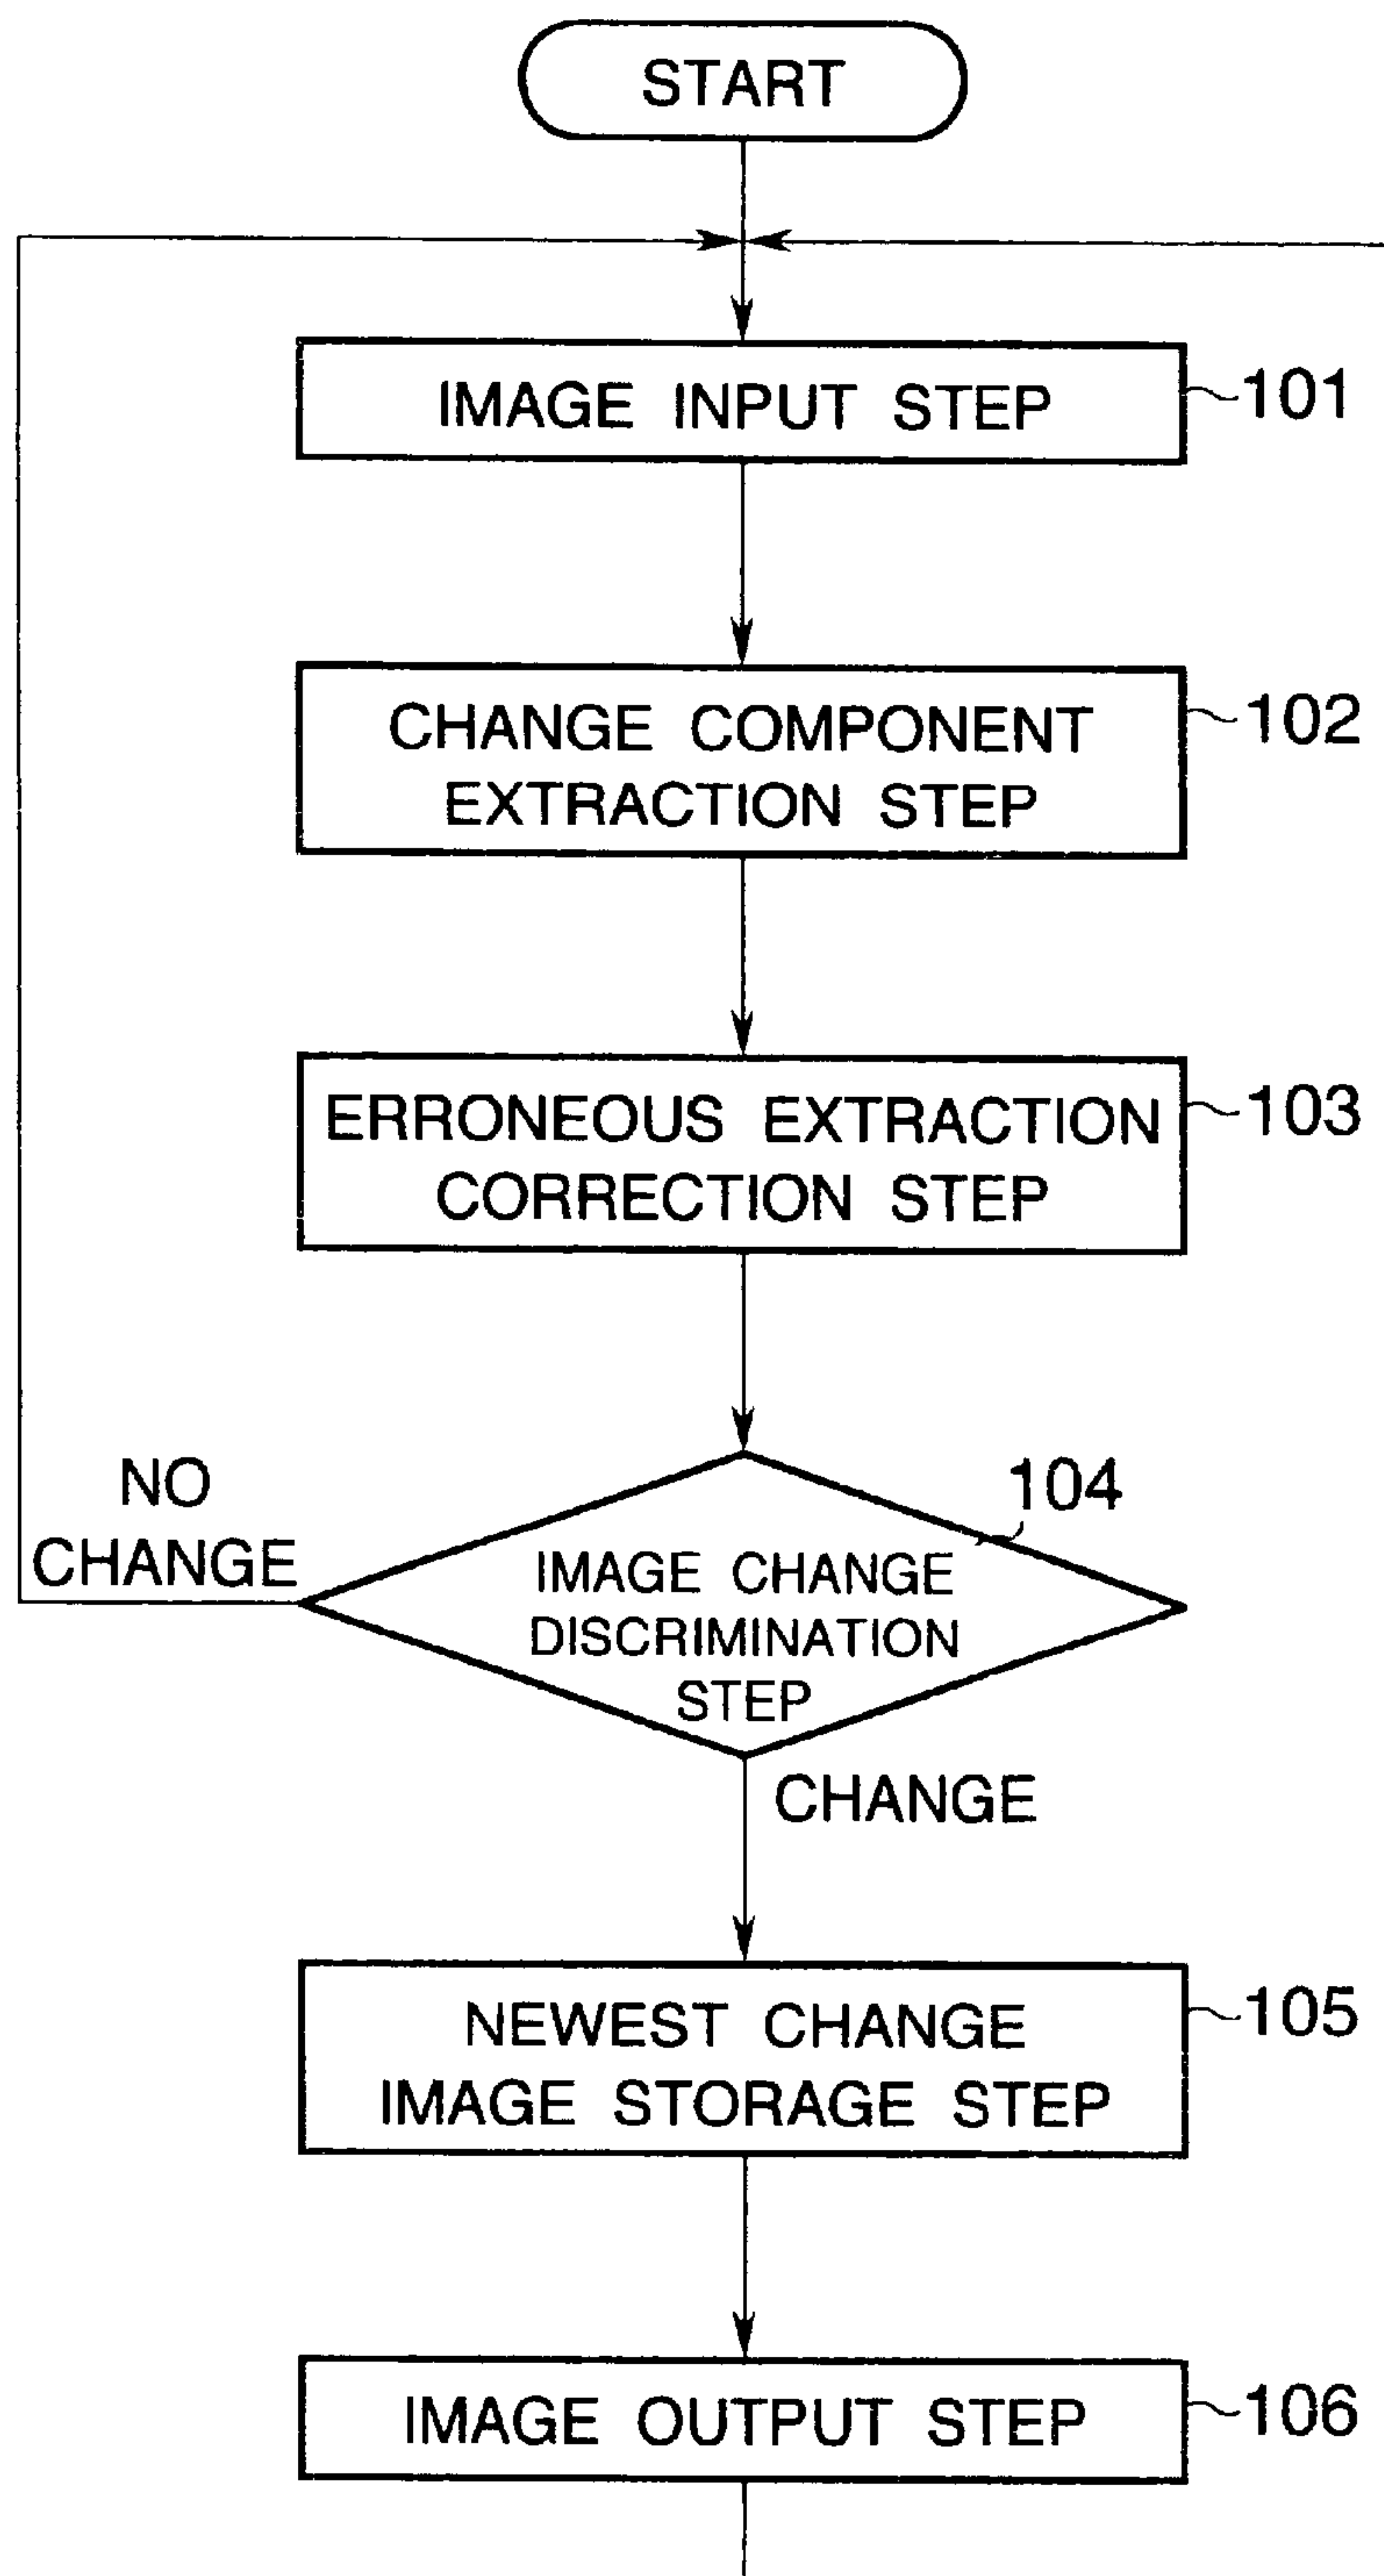 START
IMAGE INPUT STEP
101
CHANGE COMPONENT
EXTRACTION STEP
102
ERRONEOUS EXTRACTION
CORRECTION STEP
103
NO
CHANGE
104
IMAGE CHANGE
DISCRIMINATION
STEP
CHANGE
NEWEST CHANGE
IMAGE STORAGE STEP
105
IMAGE OUTPUT STEP
106